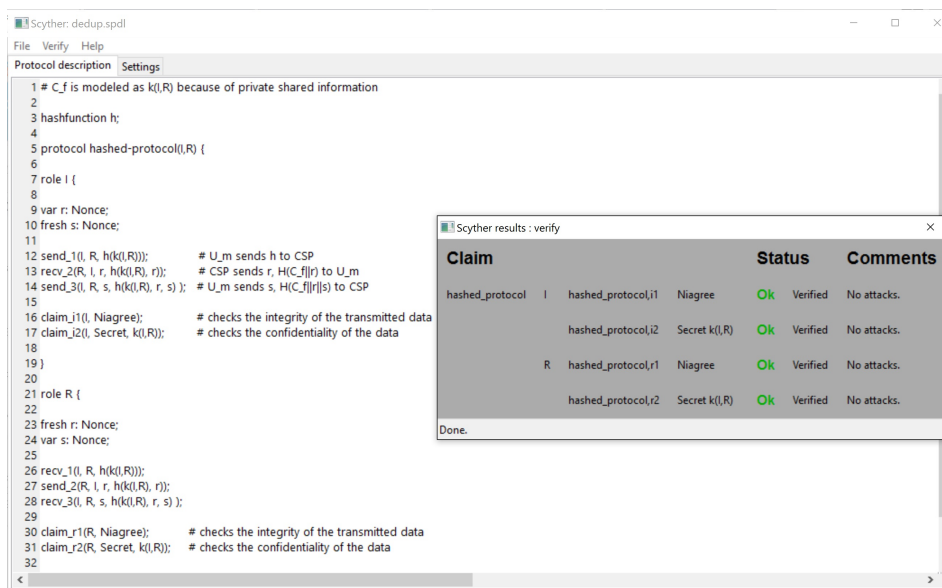 Scyther: dedup.spdl
File Verify Help
Protocol description Settings
1 # C_f is modeled as k(I,R) because of private shared information
2
3 hashfunction h;
4
5 protocol hashed-protocol(I,R) {
6
7 role I {
8
9 var r: Nonce;
10 fresh s: Nonce;
11
12 send_1(I, R, h(k(I,R))); # U_m sends h to CSP
13 recv_2(R, I, r, h(k(I,R), r)); # CSP sends r, H(C_f||r) to U_m
14 send_3(I, R, s, h(k(I,R), r, s) ); # U_m sends s, H(C_f||r||s) to CSP
15
16 claim_i1(I, Niagree); # checks the integrity of the transmitted data
17 claim_i2(I, Secret, k(I,R)); # checks the confidentiality of the data
18
19 }
20
21 role R {
22
23 fresh r: Nonce;
24 var s: Nonce;
25
26 recv_1(I, R, h(k(I,R)));
27 send_2(R, I, r, h(k(I,R), r));
28 recv_3(I, R, s, h(k(I,R), r, s) );
29
30 claim_r1(R, Niagree); # checks the integrity of the transmitted data
31 claim_r2(R, Secret, k(I,R)); # checks the confidentiality of the data
32
Scyther results : verify
Claim Status Comments
hashed_protocol I hashed_protocol,i1 Niagree Ok Verified No attacks.
hashed_protocol,i2 Secret k(I,R) Ok Verified No attacks.
R hashed_protocol,r1 Niagree Ok Verified No attacks.
hashed_protocol,r2 Secret k(I,R) Ok Verified No attacks.
Done.